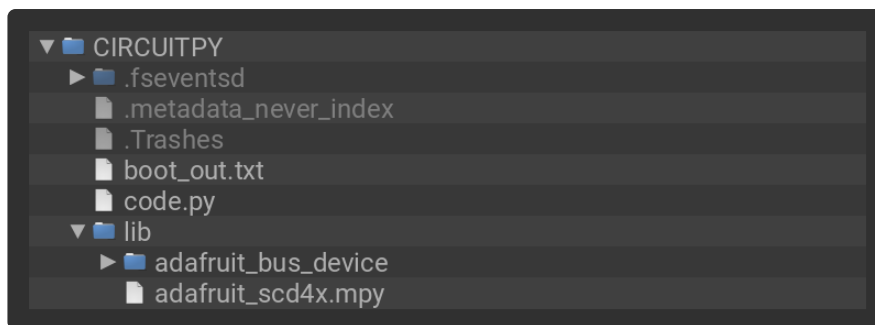 CIRCUITPY
.fseventsd
.metadata_never_index
.Trashes
boot_out.txt
code.py
lib
adafruit_bus_device
adafruit_scd4x.mpy